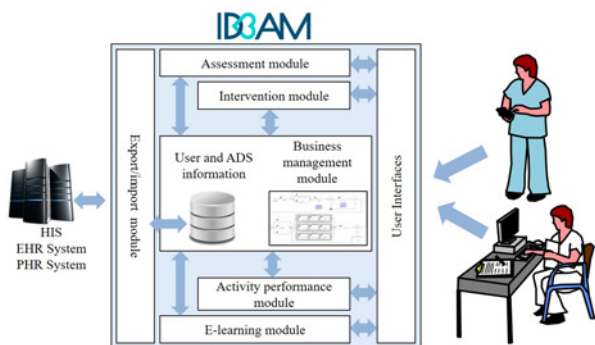 ID3AM
Assessment module
Intervention module
Export/import module
User and ADS
information
Business
management
module
User Interfaces
HIS
EHR System
PHR System
Activity performance
module
E-learning module